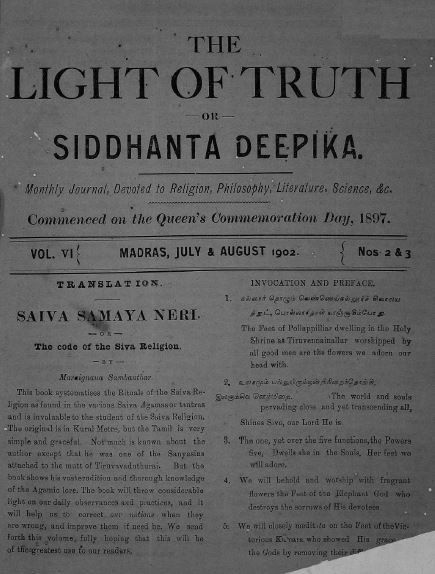 THE
LIGHT OF TRUTH
—OR—
SIDDHANTA DEEPIKA.
Monthly Journal, Devoted to Religion, Philosophy, Literature, Science, &c.
Commenced on the Queen's Commemoration Day, 1897.
VOL. VI
MADRAS, JULY & AUGUST 1902.
Nos 2 & 3
TRANSLATION.
SAIVA SAMAYA NERI.
—OR—
The code of the Siva Religion.
—BY—
Maraignana Sambanthar
This book systematises the Rituals of the Saiva Re-
ligion as found in the various Saiva Agamas or tantras
and is invaluable to the student of the Saiva Religion.
The original is in Kural Metre, but the Tamil is very
simple and graceful. Not much is known about the
author except that he was one of the Sanyasins
attached to the mutt of Tiruvavaduthurai. But the
book shows his vast erudition and thorough knowledge
of the Agamic lore. The book will throw considerable
light on our daily observances and practices, and it
will help us to correct our notions when they
are wrong, and improve them if need be. We send
forth this volume, fully hoping that this will be
of the greatest use to our readers.
INVOCATION AND PREFACE.
1.
The Feet of Pollappilliar dwelling in the Holy
Shrine at Tiruvennainallur worshipped by
all good men are the flowers we adorn our
head with.
2.
The world and souls
pervading close and yet transcending all,
Shines Sivo, our Lord He is
3. The one, yet over the five functions, the Powers
five, Dwells she in the Souls, Her feet we
will adore.
4. We will behold and worship with fragrant
flowers the Feet of the Elephant God who
destroys the sorrows of His devotees
5. We will closely meditate on the Feet of the Vic-
torious Kumara who showed His grace
the Gods by removing their